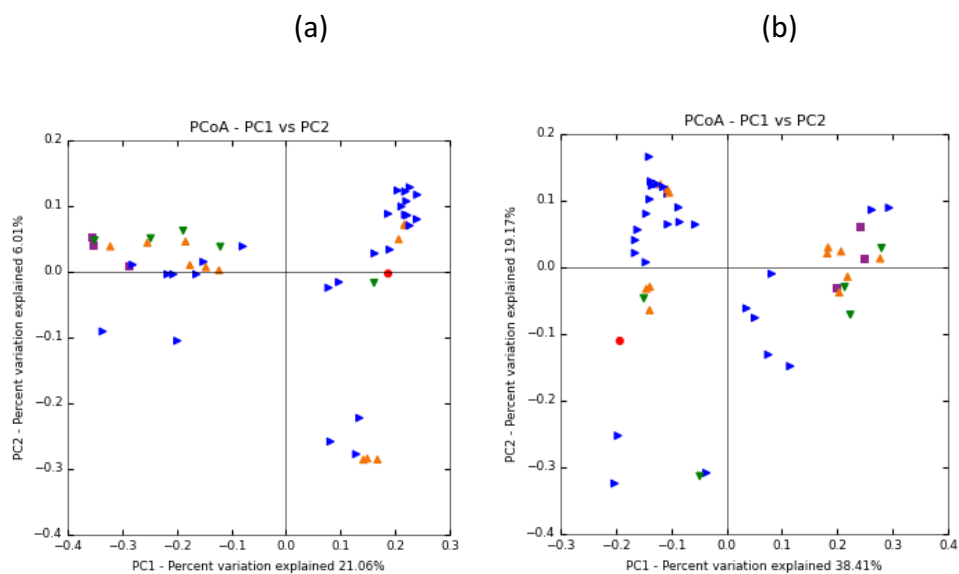 (a)
(b)
PCoA - PC1 vs PC2
0.2
0.1
0.0
−0.1
−0.2
−0.3
−0.4
−0.4 −0.3 −0.2 −0.1 0.0 0.1 0.2 0.3
PC1 - Percent variation explained 21.06%
PC2 - Percent variation explained 6.01%
PCoA - PC1 vs PC2
0.2
0.1
0.0
−0.1
−0.2
−0.3
−0.4
−0.3 −0.2 −0.1 0.0 0.1 0.2 0.3 0.4
PC1 - Percent variation explained 38.41%
PC2 - Percent variation explained 19.17%